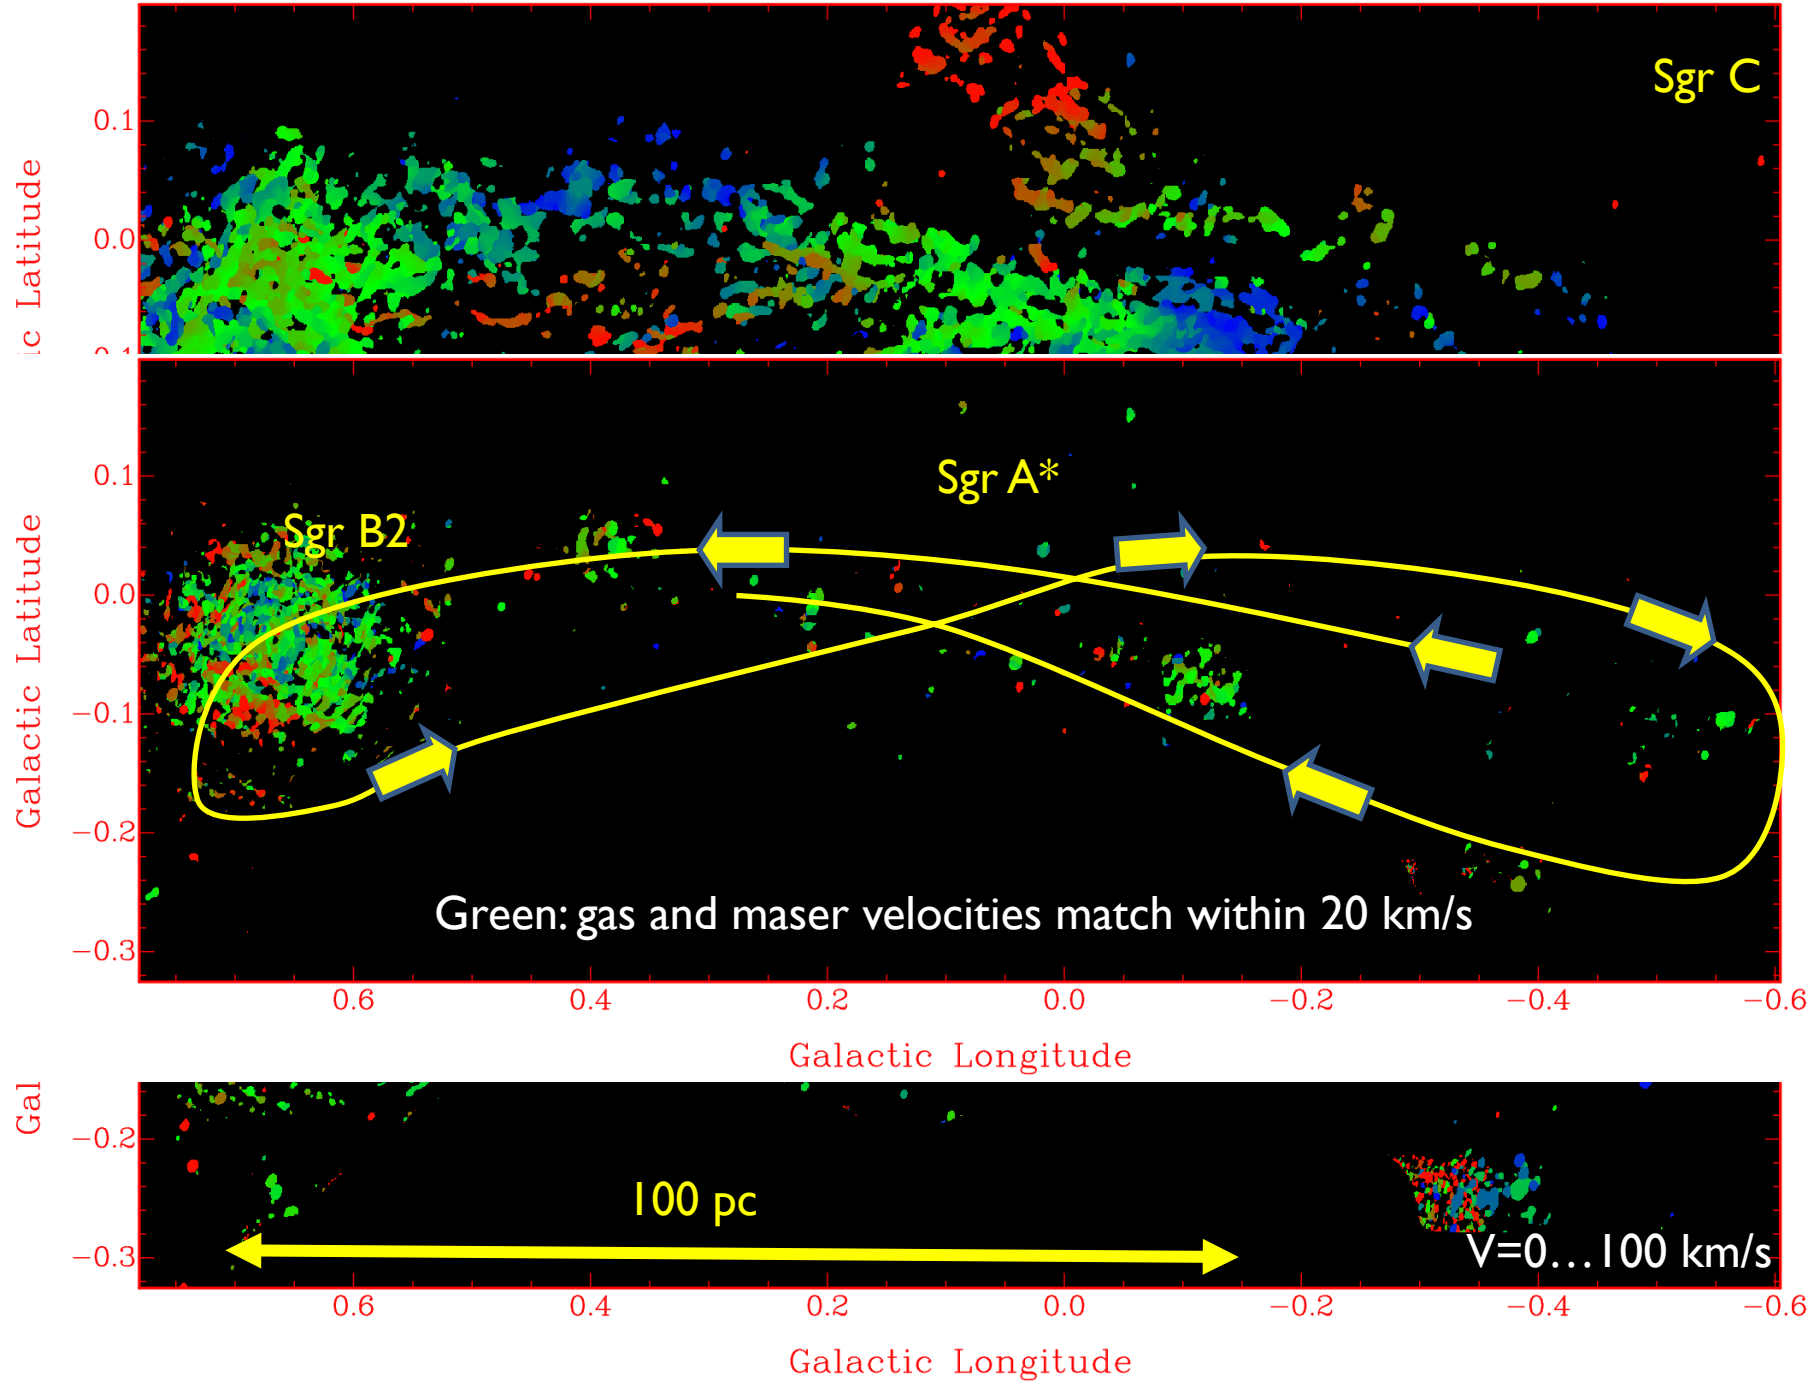 Sgr C
0.1
0.0
ic Latitude
Sgr A*
Sgr B2
0.1
0.0
−0.1
−0.2
−0.3
Galactic Latitude
Green: gas and maser velocities match within 20 km/s
0.6 0.4 0.2 0.0 −0.2 −0.4 −0.6
Galactic Longitude
Gal
−0.2
−0.3
100 pc
V=0...100 km/s
0.6 0.4 0.2 0.0 −0.2 −0.4 −0.6
Galactic Longitude